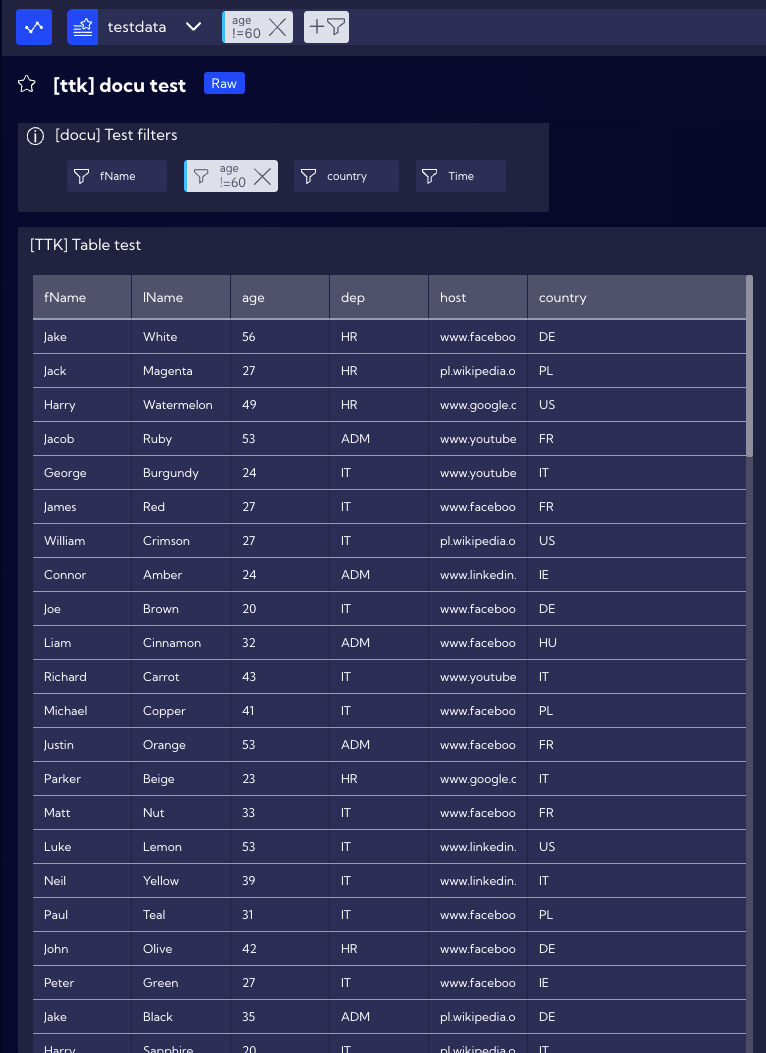 testdata age
!=60
[ttk] docu test Raw
[docu] Test filters
fName age
!=60 country Time
[TTK] Table test
fName lName age dep host country
Jake White 56 HR www.faceboo DE
Jack Magenta 27 HR pl.wikipedia.o PL
Harry Watermelon 49 HR www.google.c US
Jacob Ruby 53 ADM www.youtube FR
George Burgundy 24 IT www.youtube IT
James Red 27 IT www.faceboo FR
William Crimson 27 IT pl.wikipedia.o US
Connor Amber 24 ADM www.linkedin. IE
Joe Brown 20 IT www.faceboo DE
Liam Cinnamon 32 ADM www.faceboo HU
Richard Carrot 43 IT www.youtube IT
Michael Copper 41 IT www.faceboo PL
Justin Orange 53 ADM www.faceboo FR
Parker Beige 23 HR www.google.c IT
Matt Nut 33 IT www.faceboo FR
Luke Lemon 53 IT www.linkedin. US
Neil Yellow 39 IT www.linkedin. IT
Paul Teal 31 IT www.faceboo PL
John Olive 42 HR www.faceboo DE
Peter Green 27 IT www.faceboo IE
Jake Black 35 ADM pl.wikipedia.o DE
Harry Sapphire 20 IT pl.wikipedia.o IT